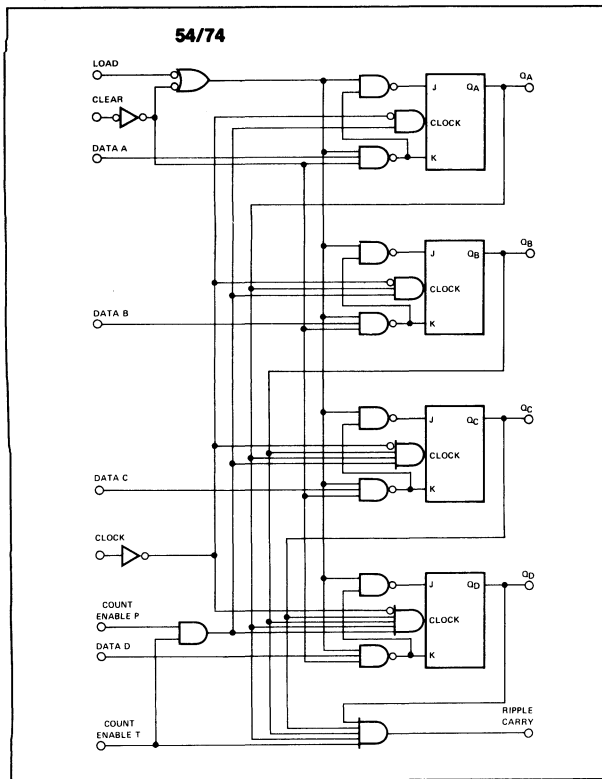 54/74
LOAD
CLEAR
DATA A
J QA
CLOCK
K
QA
DATA B
J QB
CLOCK
K
QB
DATA C
J QC
CLOCK
K
QC
CLOCK
COUNT
ENABLE P
DATA D
J QD
CLOCK
K
QD
COUNT
ENABLE T
RIPPLE
CARRY